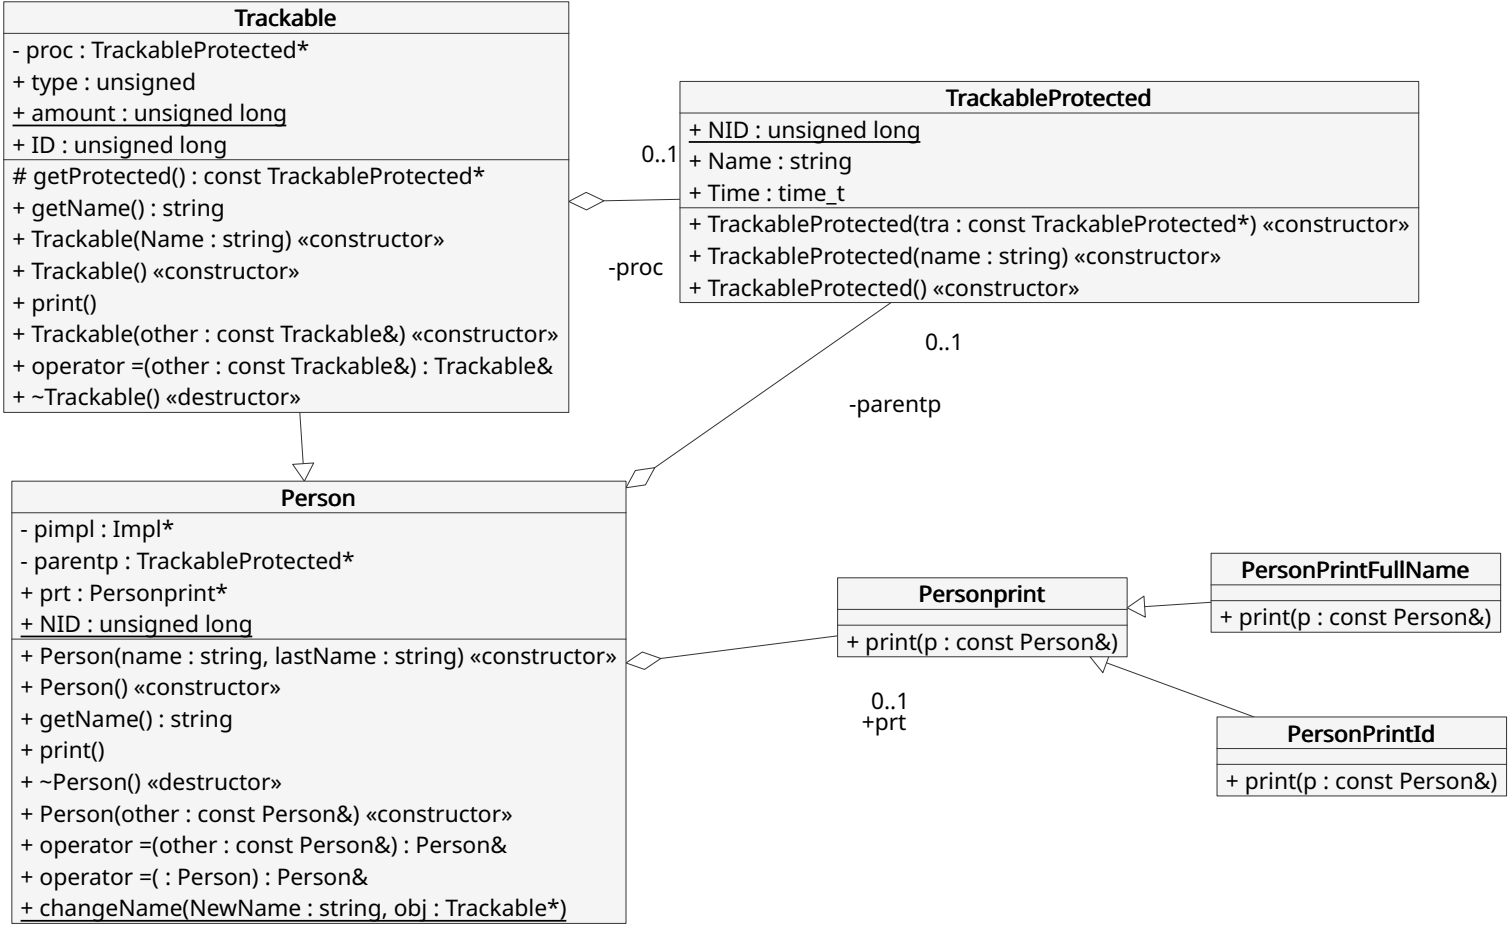 Trackable
- proc : TrackableProtected*
+ type : unsigned
+ amount : unsigned long
+ ID : unsigned long
# getProtected() : const TrackableProtected*
+ getName() : string
+ Trackable(Name : string) «constructor»
+ Trackable() «constructor»
+ print()
+ Trackable(other : const Trackable&) «constructor»
+ operator =(other : const Trackable&) : Trackable&
+ ~Trackable() «destructor»
0..1
-proc
TrackableProtected
+ NID : unsigned long
+ Name : string
+ Time : time_t
+ TrackableProtected(tra : const TrackableProtected*) «constructor»
+ TrackableProtected(name : string) «constructor»
+ TrackableProtected() «constructor»
0..1
-parentp
Person
- pimpl : Impl*
- parentp : TrackableProtected*
+ prt : Personprint*
+ NID : unsigned long
+ Person(name : string, lastName : string) «constructor»
+ Person() «constructor»
+ getName() : string
+ print()
+ ~Person() «destructor»
+ Person(other : const Person&) «constructor»
+ operator =(other : const Person&) : Person&
+ operator =( : Person) : Person&
+ changeName(NewName : string, obj : Trackable*)
Personprint
+ print(p : const Person&)
0..1
+prt
PersonPrintFullName
+ print(p : const Person&)
PersonPrintId
+ print(p : const Person&)